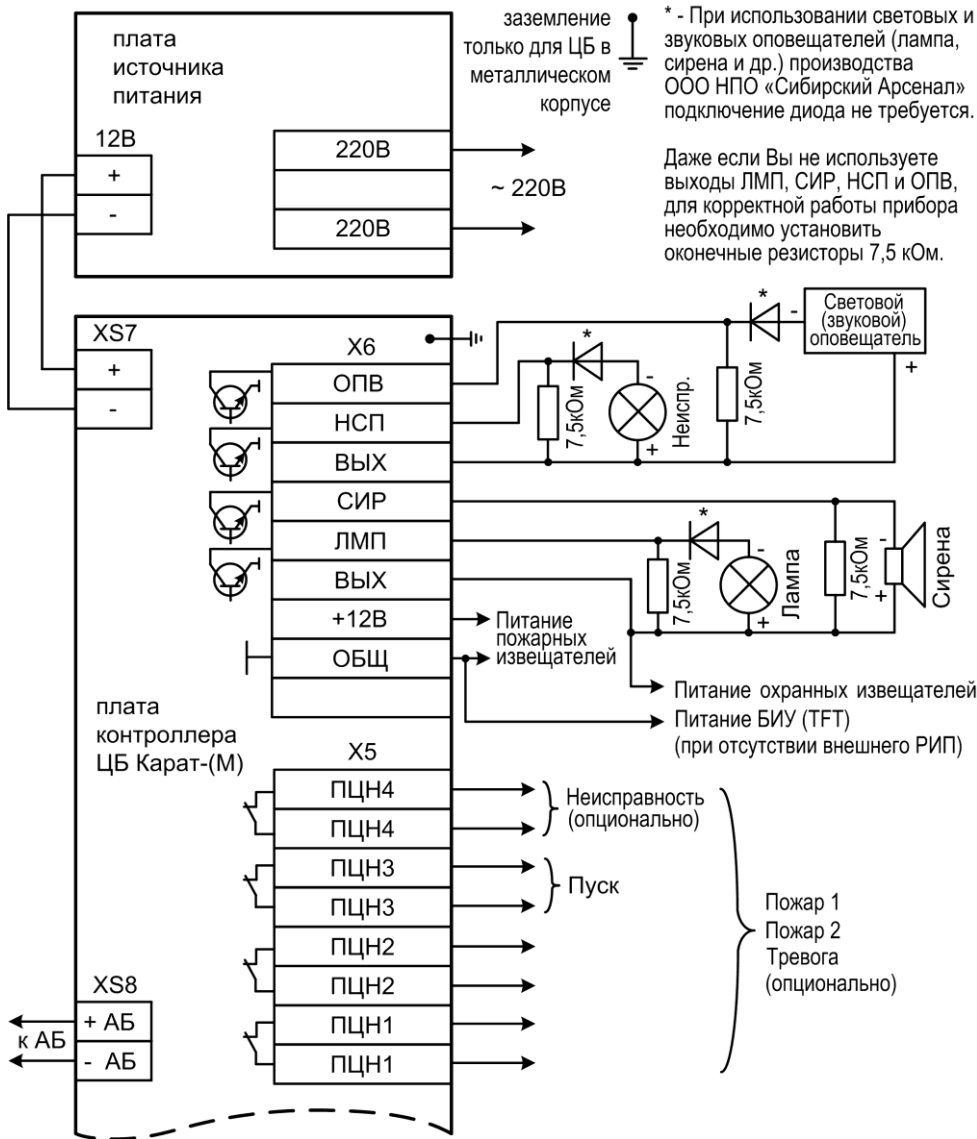 плата
источника
питания
12В
+
-
220В
220В
~ 220В
заземление
только для ЦБ в
металлическом
корпусе
* - При использовании световых и
звуковых оповещателей (лампа,
сирена и др.) производства
ООО НПО «Сибирский Арсенал»
подключение диода не требуется.
Даже если Вы не используете
выходы ЛМП, СИР, НСП и ОПВ,
для корректной работы прибора
необходимо установить
оконечные резисторы 7,5 кОм.
XS7
+
-
X6
ОПВ
НСП
ВЫХ
СИР
ЛМП
ВЫХ
+12В
ОБЩ
*
7,5кОм
-
+
Неиспр.
*
7,5кОм
-
Световой
(звуковой)
оповещатель
+
*
7,5кОм
-
+
Лампа
7,5кОм
-
+
Сирена
Питание
пожарных
извещателей
Питание охранных извещателей
Питание БИУ (TFT)
(при отсутствии внешнего РИП)
плата
контроллера
ЦБ Карат-(М)
X5
ПЦН4
ПЦН4
ПЦН3
ПЦН3
ПЦН2
ПЦН2
ПЦН1
ПЦН1
Неисправность
(опционально)
Пуск
Пожар 1
Пожар 2
Тревога
(опционально)
XS8
+ АБ
- АБ
к АБ